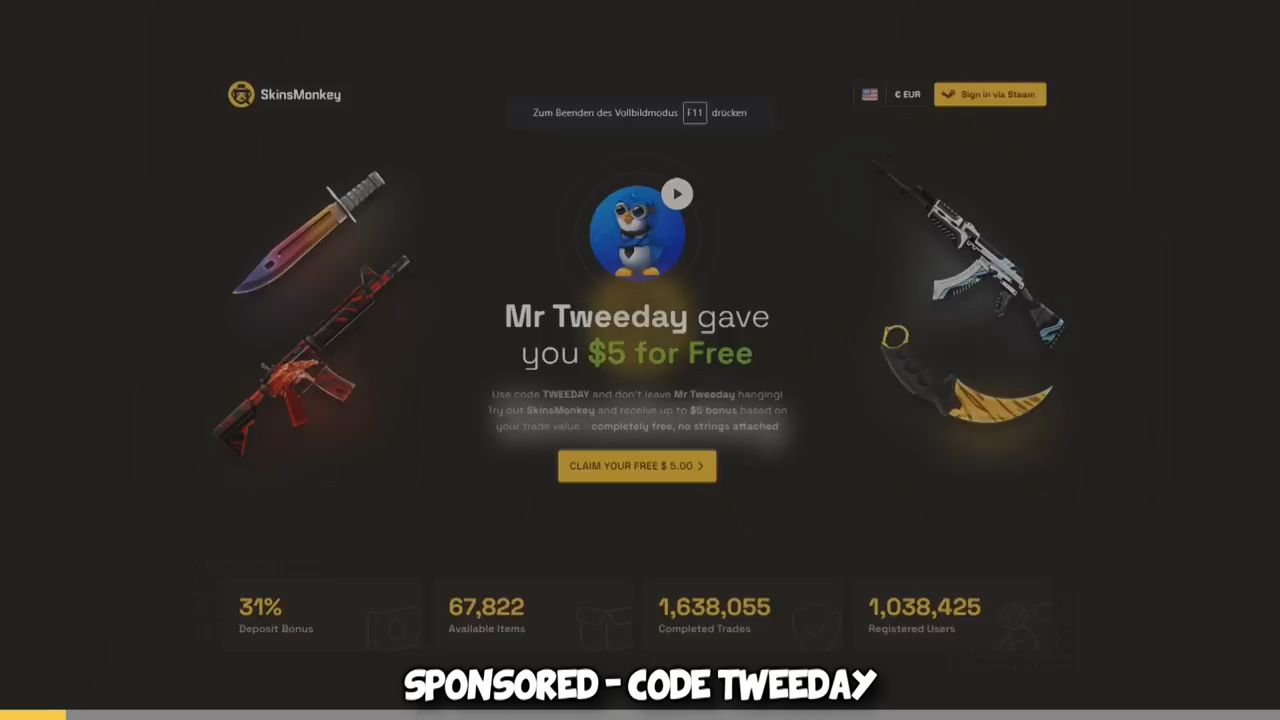 SkinsMonkey
€ EUR
Sign in via Steam
Zum Beenden des Vollbildmodus F11 drücken
Mr Tweeday gave
you $5 for Free
Use code TWEEDAY and don't leave Mr Tweeday hanging!
Try out SkinsMonkey and receive up to $5 bonus based on
your trade value - completely free, no strings attached
CLAIM YOUR FREE $ 5.00
31%
Deposit Bonus
67,822
Available Items
1,638,055
Completed Trades
1,038,425
Registered Users
SPONSORED - CODE TWEEDAY